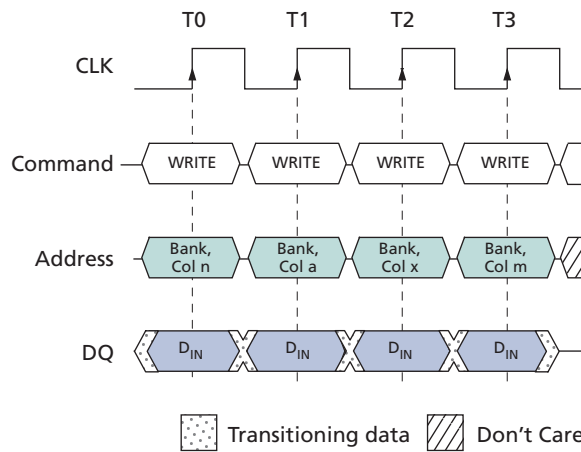 T0 T1 T2 T3
CLK
Command WRITE WRITE WRITE WRITE
Address Bank, Col n Bank, Col a Bank, Col x Bank, Col m
DQ DIN DIN DIN DIN
Transitioning data Don't Care